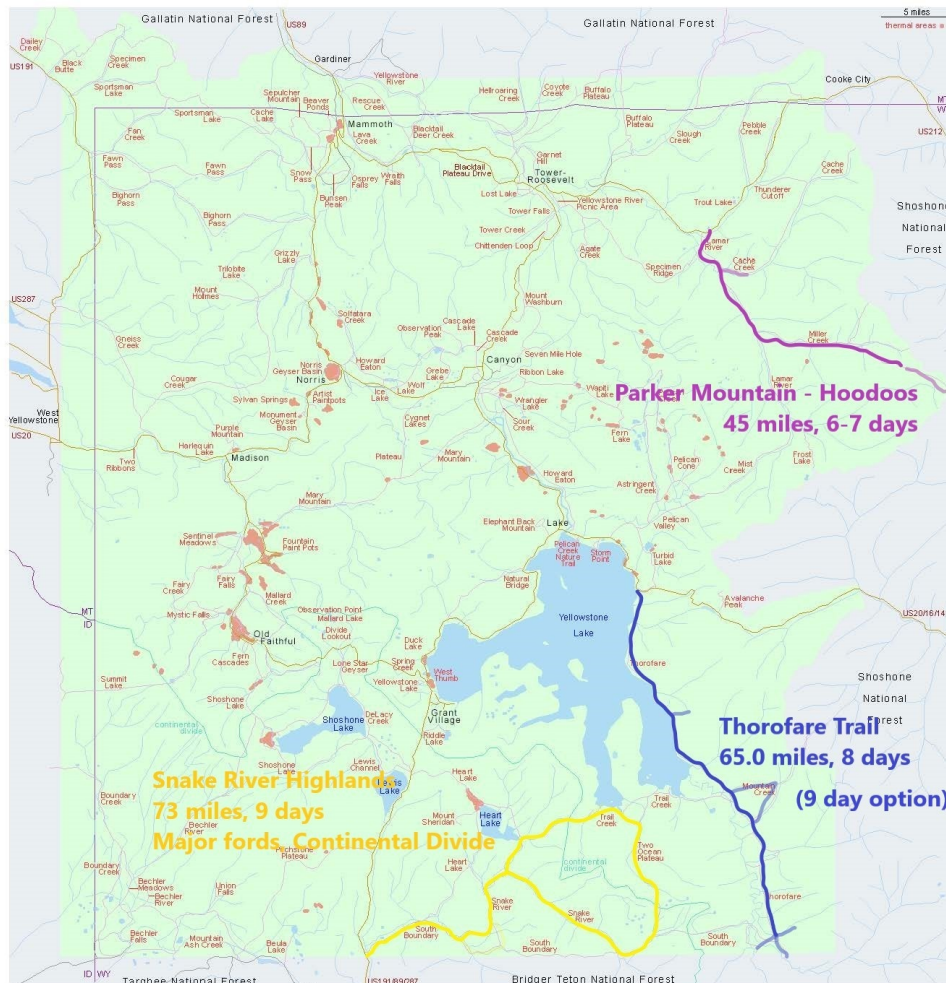 Gallatin National Forest
US89
Gallatin National Forest
5 miles
thermal areas =
Dailey
Creek
US191
Black
Butte
Specimen
Creek
Gardiner
Yellowstone
River
Cooke City
Sportsman
Lake
Sepulcher
Mountain
Beaver
Ponds
Rescue
Creek
Hellroaring
Creek
Coyote
Creek
Buffalo
Plateau
MT
Sportsman
Lake
Cache
Lake
Mammoth
Lava
Creek
Blacktail
Deer Creek
Buffalo
Plateau
Slough
Creek
Pebble
Creek
US212
Fan
Creek
Fawn
Pass
Fawn
Pass
Snow
Pass
Osprey
Falls
Wraith
Falls
Blacktail
Plateau Drive
Garnet
Hill
Tower-
Roosevelt
Cache
Creek
Bighorn
Pass
Bunsen
Peak
Lost Lake
Yellowstone River
Picnic Area
Trout Lake
Thunderer
Cutoff
Bighorn
Pass
Tower Falls
Tower Creek
Chittenden Loop
Shoshone
National
Forest
Grizzly
Lake
Agate
Creek
Specimen
Ridge
Lamar
River
Cache
Creek
Trilobite
Lake
Mount
Holmes
Mount
Washburn
US287
Solfatara
Creek
Observation
Peak
Cascade
Lake
Cascade
Creek
Miller
Creek
Gneiss
Creek
Norris
Geyser Basin
Norris
Howard
Eaton
Canyon
Seven Mile Hole
Ribbon Lake
Cougar
Creek
Ice
Lake
Wolf
Lake
Grebe
Lake
Lamar
River
Sylvan Springs
Artist
Paintpots
Wrangler
Lake
Wapiti
Parker Mountain - Hoodoos
45 miles, 6-7 days
West
Yellowstone
US20
Purple
Mountain
Monument
Geyser
Basin
Cygnet
Lakes
Sour
Creek
Fern
Lake
Harlequin
Lake
Two
Ribbons
Madison
Plateau
Mary
Mountain
Howard
Eaton
Pelican
Cone
Mist
Creek
Frost
Lake
Astringent
Creek
Mary
Mountain
Elephant Back
Mountain
Lake
Pelican
Valley
Sentinel
Meadows
Fountain
Paint Pots
Pelican
Creek
Nature
Trail
Storm
Point
Turbid
Lake
Fairy
Creek
Fairy
Falls
Mallard
Creek
Natural
Bridge
Avalanche
Peak
MT
ID
Mystic Falls
Observation Point
Mallard Lake
Yellowstone
Lake
US20/16/14
Old
Faithful
Divide
Lookout
Duck
Lake
Fern
Cascades
Lone Star
Geyser
Spring
Creek
West
Thumb
Thorofare
Summit
Lake
Yellowstone
Lake
Shoshone
National
Forest
Shoshone
Lake
Grant
Village
continental
divide
Shoshone
Lake
DeLacy
Creek
Riddle
Lake
Thorofare Trail
65.0 miles, 8 days
(9 day option)
Lewis
Channel
Shoshone
Lake
Heart
Lake
Snake River Highlands
73 miles, 9 days
Major fords, Continental Divide
Lewis
Lake
Mountain
Creek
Boundary
Creek
Bechler
River
Mount
Sheridan
Heart
Lake
Trail
Creek
Trail
Creek
Pitchstone
Plateau
Two
Ocean
Plateau
Boundary
Creek
Heart
Lake
continental
divide
Bechler
Meadows
Bechler
River
Union
Falls
Snake
River
Thorofare
Snake
River
Bechler
Falls
Mountain
Ash Creek
Beula
Lake
South
Boundary
South
Boundary
South
Boundary
ID WY
Targhee National Forest
US191/89/287
Bridger Teton National Forest